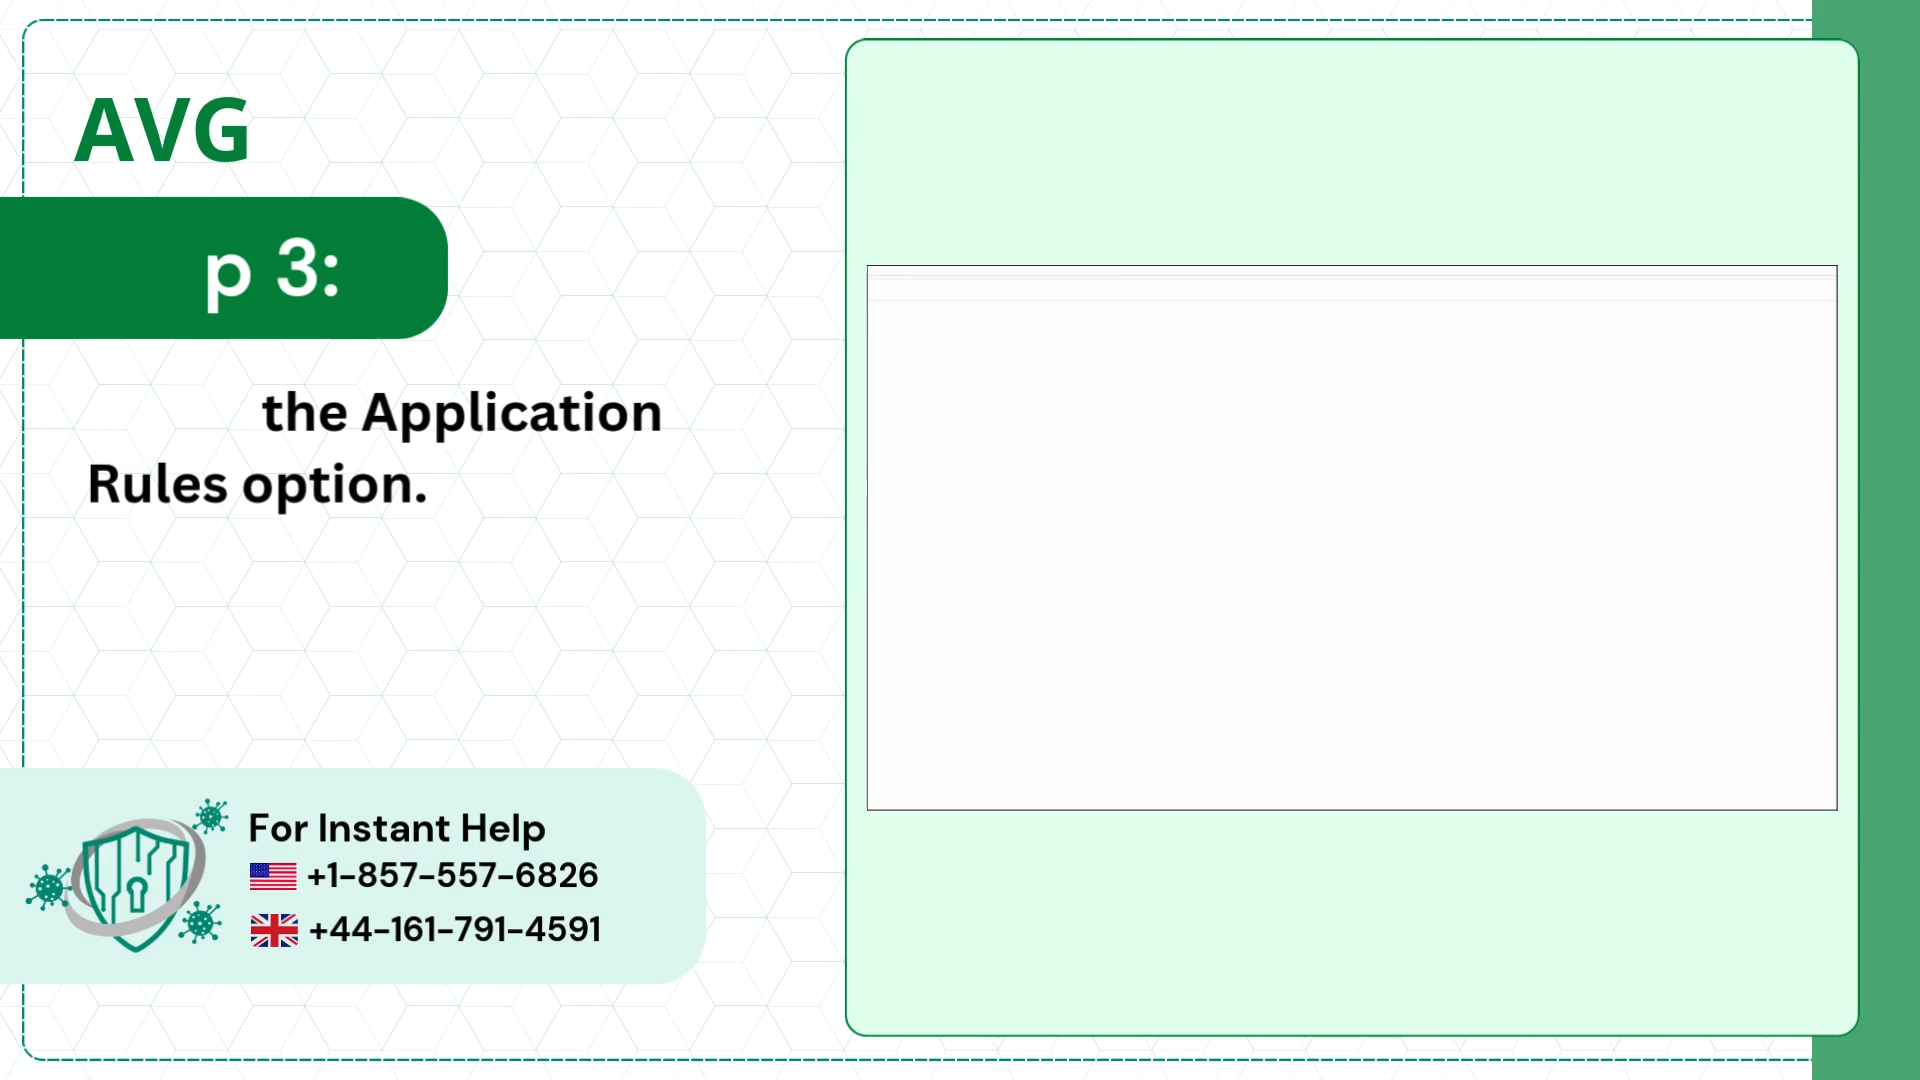 AVG
p 3:
the Application
Rules option.
For Instant Help
+1-857-557-6826
+44-161-791-4591